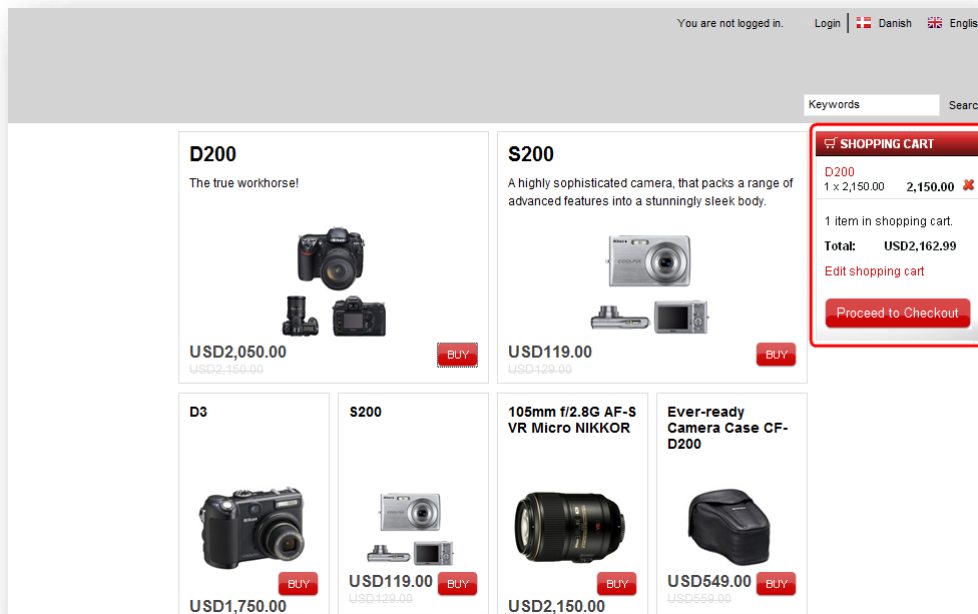 You are not logged in. Login Danish Englis
Keywords Searc
D200
The true workhorse!
USD2,050.00
USD2,150.00
BUY
S200
A highly sophisticated camera, that packs a range of
advanced features into a stunningly sleek body.
USD119.00
USD129.00
BUY
SHOPPING CART
D200
1 x 2,150.00 2,150.00
1 item in shopping cart.
Total: USD2,162.99
Edit shopping cart
Proceed to Checkout
D3
BUY
USD1,750.00
S200
USD119.00
USD129.00
BUY
105mm f/2.8G AF-S
VR Micro NIKKOR
BUY
USD2,150.00
Ever-ready
Camera Case CF-
D200
USD549.00
USD559.00
BUY